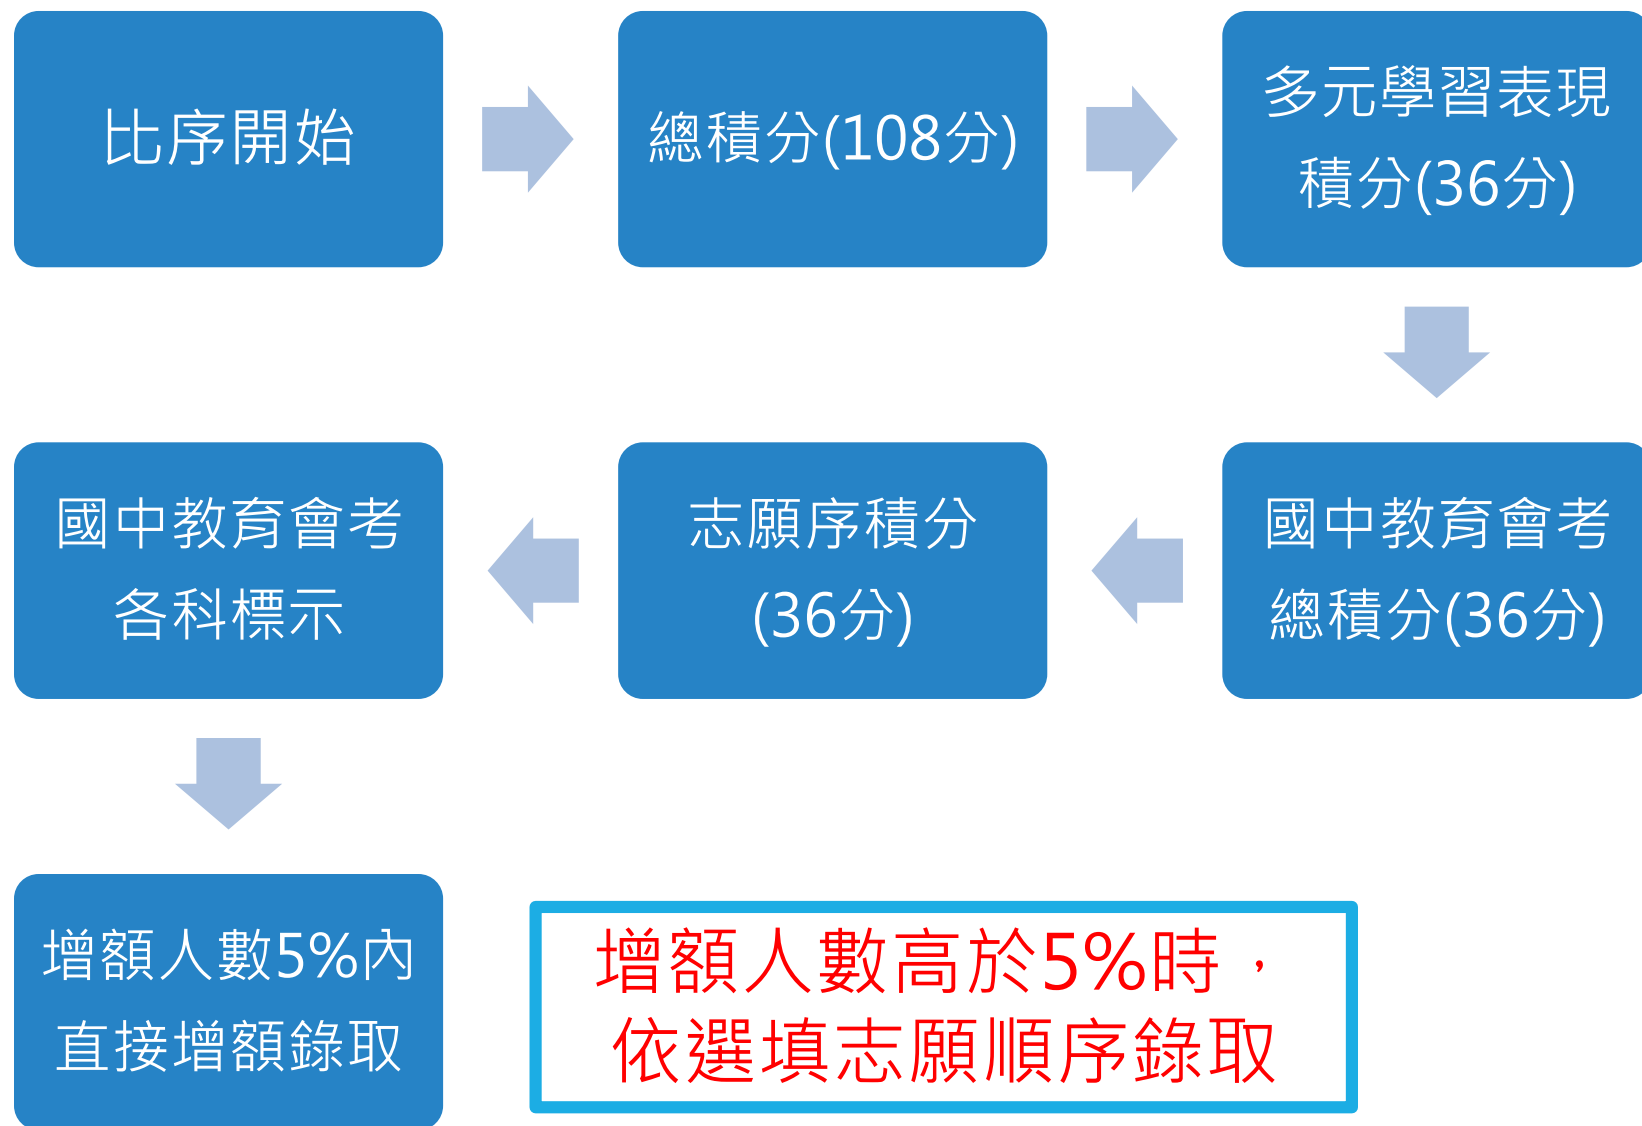 比序開始
總積分(108分)
多元學習表現
積分(36分)
國中教育會考
總積分(36分)
志願序積分
(36分)
國中教育會考
各科標示
增額人數5%內
直接增額錄取
增額人數高於5%時，
依選填志願順序錄取